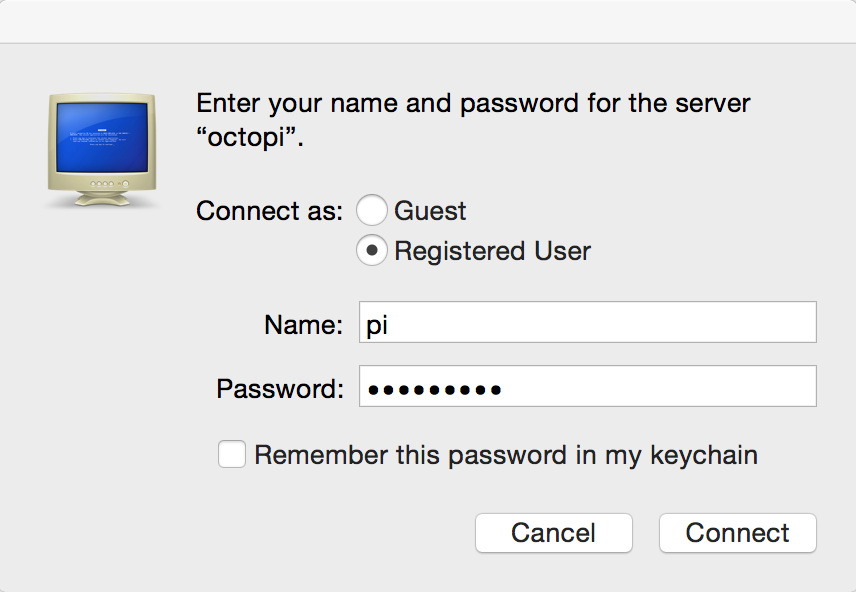 Enter your name and password for the server
“octopi”.
Connect as: Guest
Registered User
Name: pi
Password: •••••••••
Remember this password in my keychain
Cancel Connect